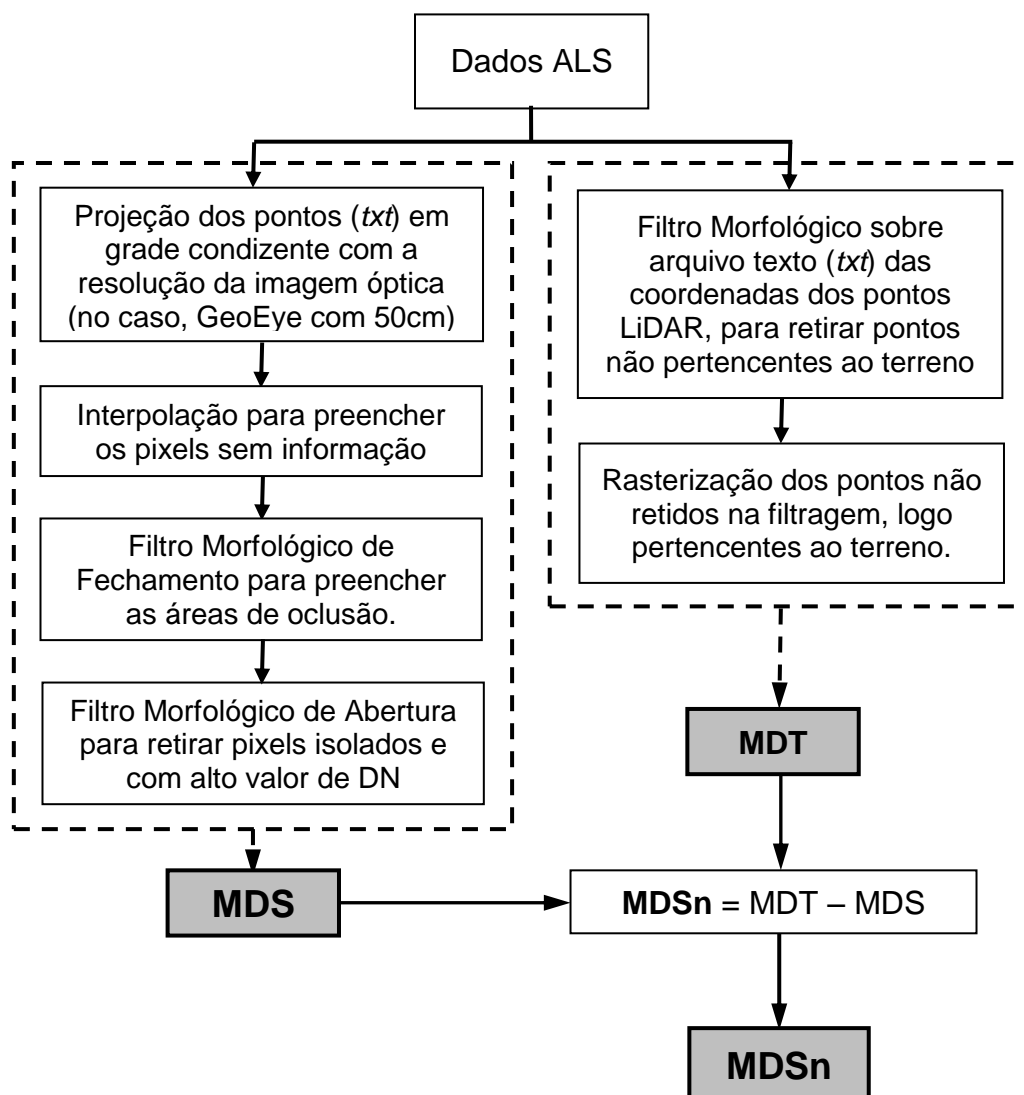 Dados ALS
Projeção dos pontos (txt) em
grade condizente com a
resolução da imagem óptica
(no caso, GeoEye com 50cm)
Interpolação para preencher
os pixels sem informação
Filtro Morfológico de
Fechamento para preencher
as áreas de oclusão.
Filtro Morfológico de Abertura
para retirar pixels isolados e
com alto valor de DN
MDS
Filtro Morfológico sobre
arquivo texto (txt) das
coordenadas dos pontos
LiDAR, para retirar pontos
não pertencentes ao terreno
Rasterização dos pontos não
retidos na filtragem, logo
pertencentes ao terreno.
MDT
MDSn = MDT – MDS
MDSn